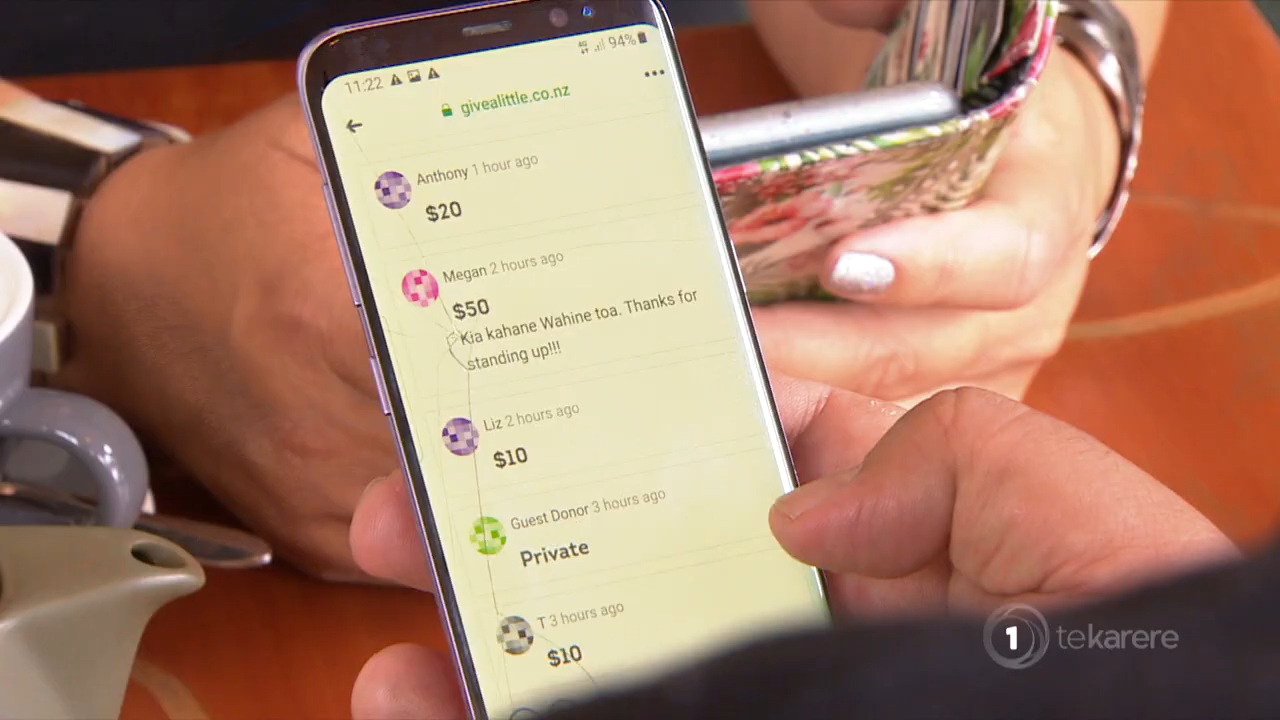 11:22
94%
givealittle.co.nz
Anthony 1 hour ago
$20
Megan 2 hours ago
$50
Kia kahane Wahine toa. Thanks for
standing up!!!
Liz 2 hours ago
$10
Guest Donor 3 hours ago
Private
T 3 hours ago
$10
1 tekarere